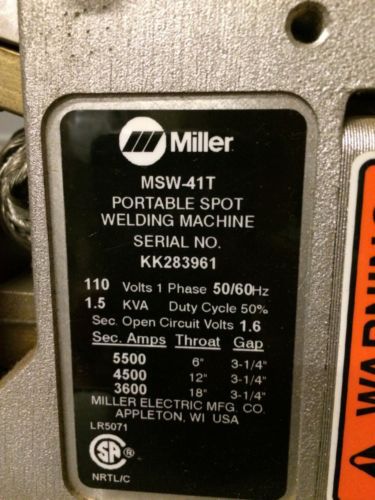 Miller
MSW-41T
PORTABLE SPOT
WELDING MACHINE
SERIAL NO.
KK283961
110 Volts 1 Phase 50/60Hz
1.5 KVA Duty Cycle 50%
Sec. Open Circuit Volts 1.6
Sec. Amps Throat Gap
5500 6" 3-1/4"
4500 12" 3-1/4"
3600 18" 3-1/4"
MILLER ELECTRIC MFG. CO.
APPLETON, WI USA
LR5071
SA ®
NRTL/C